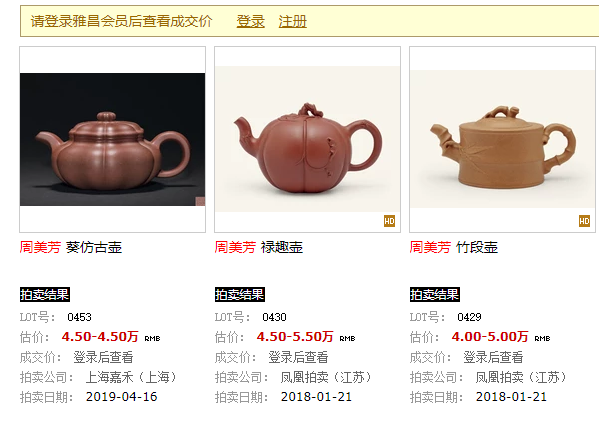 请登录雅昌会员后查看成交价 登录 注册
HD
HD
周美芳 葵仿古壶
周美芳 禄趣壶
周美芳 竹段壶
拍卖结果
拍卖结果
拍卖结果
LOT号: 0453
LOT号: 0430
LOT号: 0429
估价: 4.50-4.50万 RMB
估价: 4.50-5.50万 RMB
估价: 4.00-5.00万 RMB
成交价: 登录后查看
成交价: 登录后查看
成交价: 登录后查看
拍卖公司: 上海嘉禾（上海）
拍卖公司: 凤凰拍卖（江苏）
拍卖公司: 凤凰拍卖（江苏）
拍卖日期: 2019-04-16
拍卖日期: 2018-01-21
拍卖日期: 2018-01-21